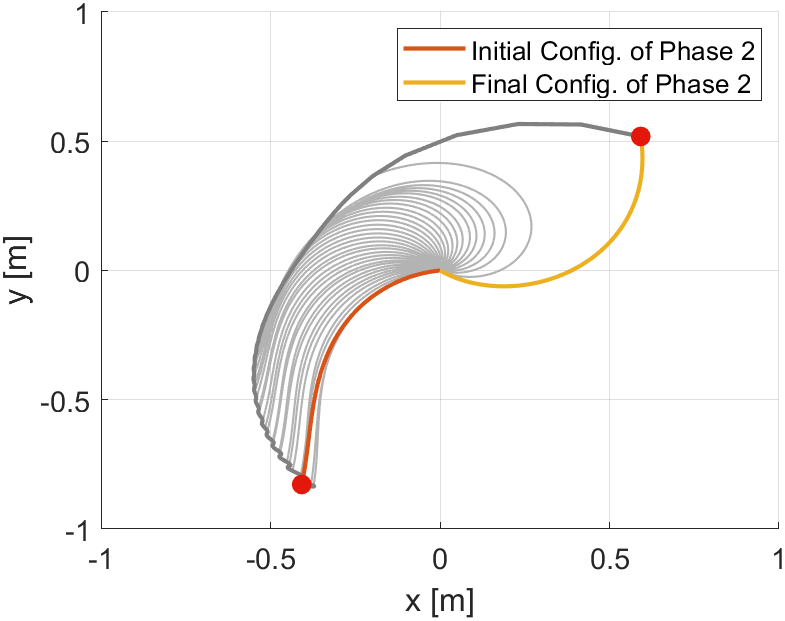 1
Initial Config. of Phase 2
Final Config. of Phase 2
0.5
y [m]
0
-0.5
-1
-1 -0.5 0 0.5 1
x [m]